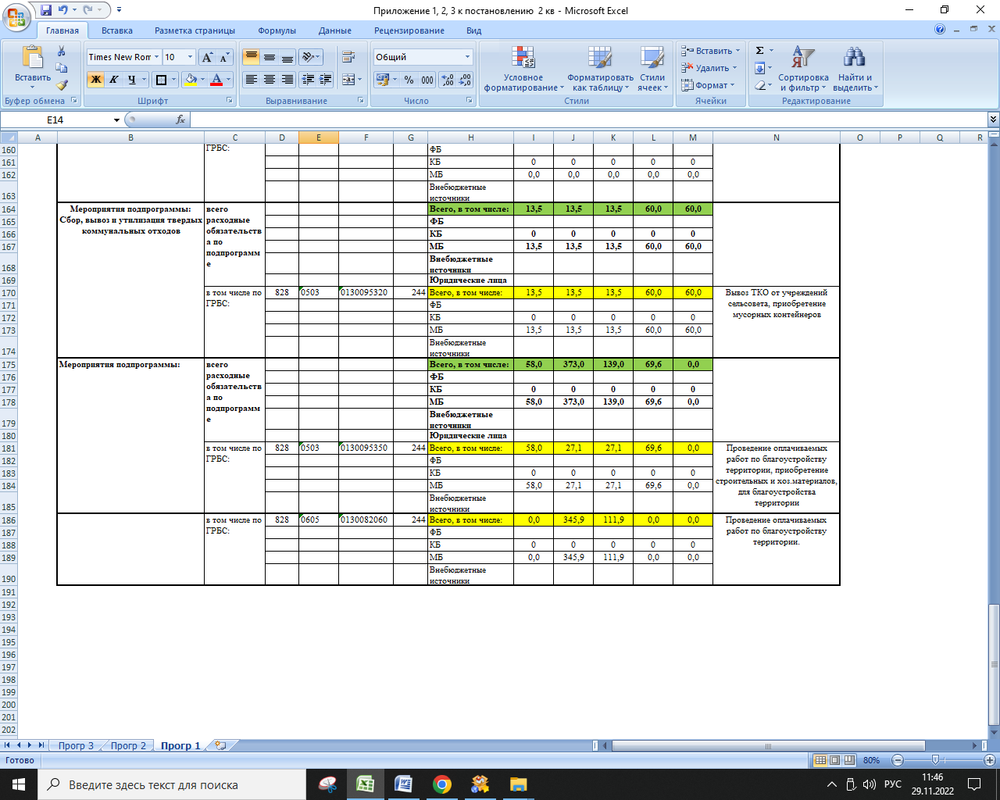 Приложение 1, 2, 3 к постановлению 2 кв - Microsoft Excel
Главная Вставка Разметка страницы Формулы Данные Рецензирование Вид
Вставить
Times New Ror 10
Ж К Ч
Общий
% 000
Условное форматирование
Форматировать как таблицу
Стили ячеек
Вставить
Удалить
Формат
Σ
Сортировка и фильтр
Найти и выделить
Буфер обмена Шрифт Выравнивание Число Стили Ячейки Редактирование
E14 fx
A B C D E F G H I J K L M N O P Q R
160 ГРБС: ФБ
161 КБ 0 0 0 0 0
162 МБ 0,0 0,0 0,0 0,0 0,0
163 Внебюджетные источники
164 Мероприятия подпрограммы: всего Всего, в том числе: 13,5 13,5 13,5 60,0 60,0
165 Сбор, вывоз и утилизация твердых расходные ФБ
166 коммунальных отходов обязательств КБ 0 0 0 0 0
167 а по МБ 13,5 13,5 13,5 60,0 60,0
168 подпрограмм е Внебюджетные источники
169 Юридические лица
170 в том числе по 828 0503 0130095320 244 Всего, в том числе: 13,5 13,5 13,5 60,0 60,0 Вывоз ТКО от учреждений
171 ГРБС: ФБ сельсовета, приобретение
172 КБ 0 0 0 0 0 мусорных контейнеров
173 МБ 13,5 13,5 13,5 60,0 60,0
174 Внебюджетные источники
175 Мероприятия подпрограммы: всего Всего, в том числе: 58,0 373,0 139,0 69,6 0,0
176 расходные ФБ
177 обязательств КБ 0 0 0 0 0
178 а по МБ 58,0 373,0 139,0 69,6 0,0
179 подпрограмм е Внебюджетные источники
180 Юридические лица
181 в том числе по 828 0503 0130095350 244 Всего, в том числе: 58,0 27,1 27,1 69,6 0,0 Проведение оплачиваемых
182 ГРБС: ФБ работ по благоустройству
183 КБ 0 0 0 0 0 территории, приобретение
184 МБ 58,0 27,1 27,1 69,6 0,0 строительных и хоз.материалов,
185 Внебюджетные источники для благоустройства территории
186 в том числе по 828 0605 0130082060 244 Всего, в том числе: 0,0 345,9 111,9 0,0 0,0 Проведение оплачиваемых
187 ГРБС: ФБ работ по благоустройству
188 КБ 0 0 0 0 0 территории.
189 МБ 0,0 345,9 111,9 0,0 0,0
190 Внебюджетные источники
191
192
193
194
195
196
197
198
199
200
201
202
Прогр 3 Прогр 2 Прогр 1
Готово 80%
Введите здесь текст для поиска
РУС 11:46
29.11.2022